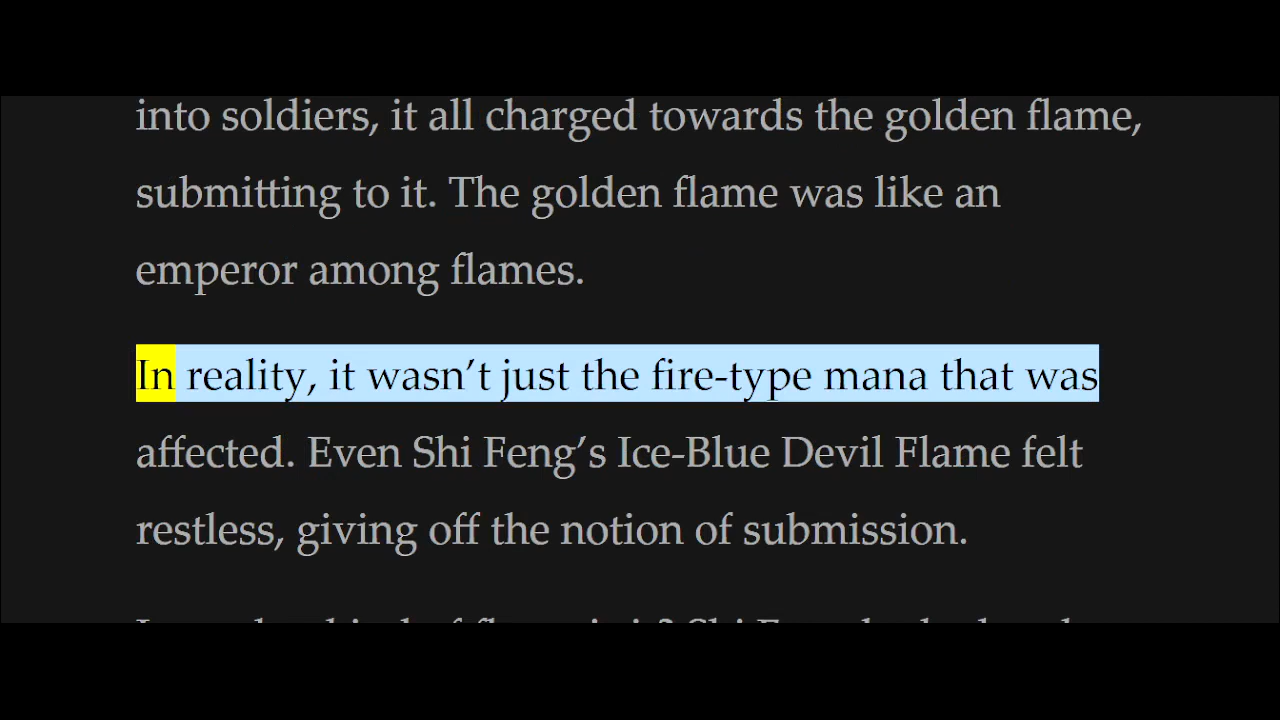 into soldiers, it all charged towards the golden flame,
submitting to it. The golden flame was like an
emperor among flames.
In reality, it wasn’t just the fire-type mana that was
affected. Even Shi Feng’s Ice-Blue Devil Flame felt
restless, giving off the notion of submission.